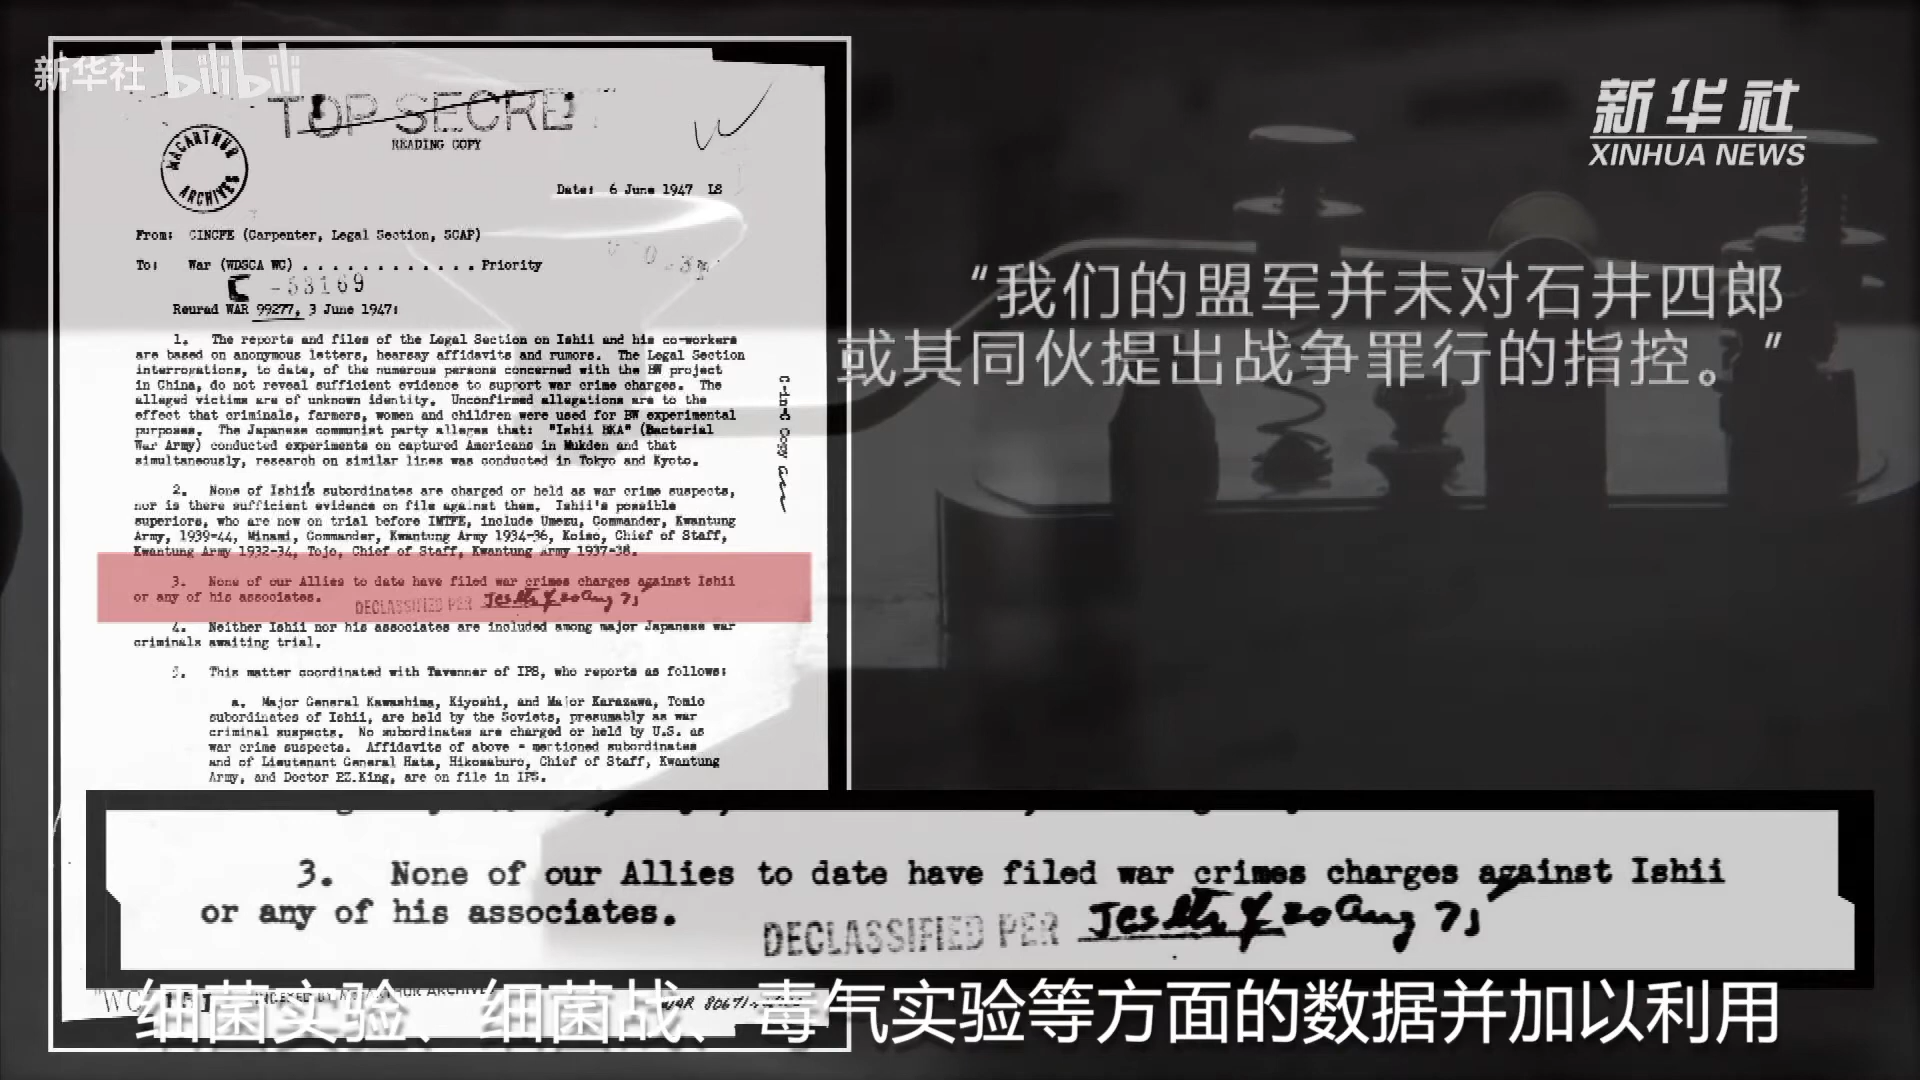 新华社 bilibili
新华社
XINHUA NEWS
TOP SECRET
READING COPY
MACARTHUR ARCHIVES
Date: 6 June 1947 LS
From: CINCFE (Carpenter, Legal Section, SCAP)
To: War (WDSCA WC) . . . . . . . . . . . . Priority
C -53169
Reurad WAR 99277, 3 June 1947:
1. The reports and files of the Legal Section on Ishii and his co-workers
are based on anonymous letters, hearsay affidavits and rumors. The Legal Section
interrogations, to date, of the numerous persons concerned with the BW project
in China, do not reveal sufficient evidence to support war crime charges. The
alleged victims are of unknown identity. Unconfirmed allegations are to the
effect that criminals, farmers, women and children were used for BW experimental
purposes. The Japanese communist party alleges that: "Ishii BKA" (Bacterial
War Army) conducted experiments on captured Americans in Mukden and that
simultaneously, research on similar lines was conducted in Tokyo and Kyoto.
2. None of Ishii's subordinates are charged or held as war crime suspects,
nor is there sufficient evidence on file against them. Ishii's possible
superiors, who are now on trial before IMTFE, include Umezu, Commander, Kwantung
Army, 1939-44, Minami, Commander, Kwantung Army 1934-36, Koiso, Chief of Staff,
Kwantung Army 1932-34, Tojo, Chief of Staff, Kwantung Army 1937-38.
3. None of our Allies to date have filed war crimes charges against Ishii
or any of his associates.
DECLASSIFIED PER
4. Neither Ishii nor his associates are included among major Japanese war
criminals awaiting trial.
5. This matter coordinated with Tavenner of IPS, who reports as follows:
a. Major General Kawashima, Kiyoshi, and Major Karazawa, Tomio
subordinates of Ishii, are held by the Soviets, presumably as war
criminal suspects. No subordinates are charged or held by U.S. as
war crime suspects. Affidavits of above - mentioned subordinates
and of Lieutenant General Hata, Hikosaburo, Chief of Staff, Kwantung
Army, and Doctor PZ.King, are on file in IPS.
C-in-C Copy
“我们的盟军并未对石井四郎
或其同伙提出战争罪行的指控。”
3. None of our Allies to date have filed war crimes charges against Ishii
or any of his associates.
DECLASSIFIED PER JCS ltr of 20 Aug 75
细菌实验、细菌战、毒气实验等方面的数据并加以利用